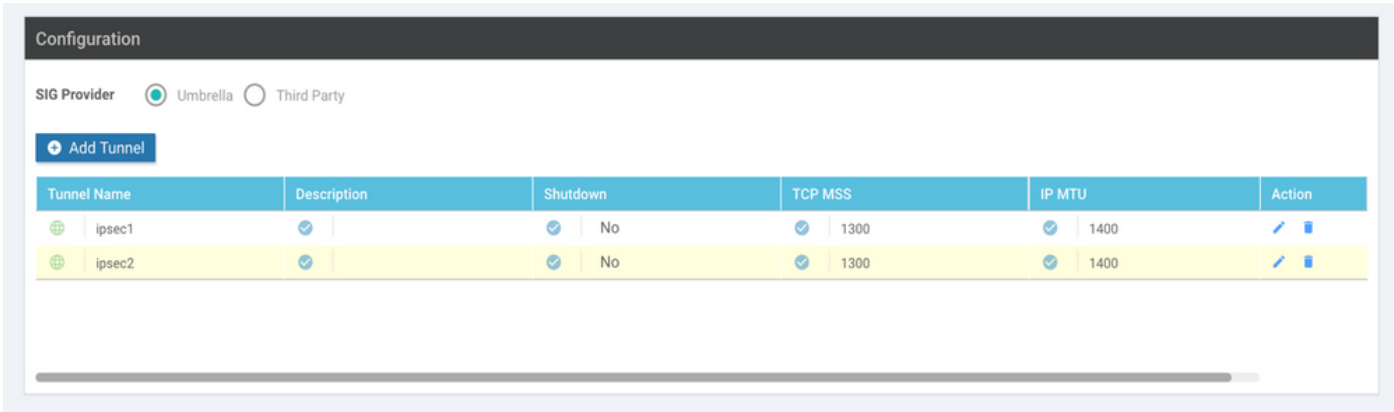 Configuration
SIG Provider Umbrella Third Party
Add Tunnel
Tunnel Name Description Shutdown TCP MSS IP MTU Action
ipsec1 No 1300 1400
ipsec2 No 1300 1400